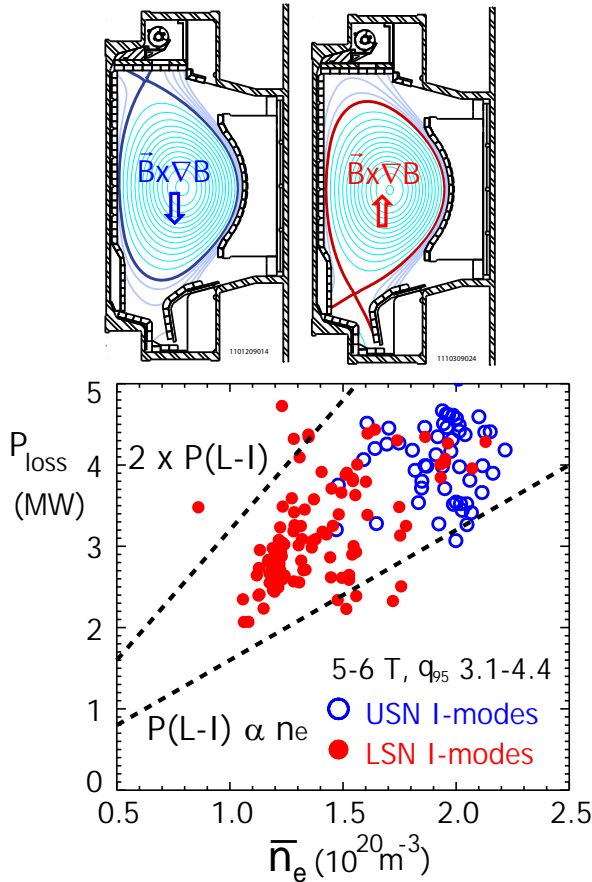 B⃗x∇B
B⃗x∇B
1101209014
1110309024
5
4
3
2
1
0
P_loss
(MW)
2 x P(L-I)
5-6 T, q₉₅ 3.1-4.4
USN I-modes
LSN I-modes
P(L-I) α nₑ
0.5 1.0 1.5 2.0 2.5
n̅ₑ (10²⁰m⁻³)